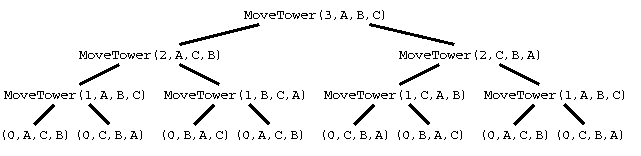 MoveTower(3,A,B,C)
MoveTower(2,A,C,B) MoveTower(2,C,B,A)
MoveTower(1,A,B,C) MoveTower(1,B,C,A) MoveTower(1,C,A,B) MoveTower(1,A,B,C)
(0,A,C,B) (0,C,B,A) (0,B,A,C) (0,A,C,B) (0,C,B,A) (0,B,A,C) (0,A,C,B) (0,C,B,A)